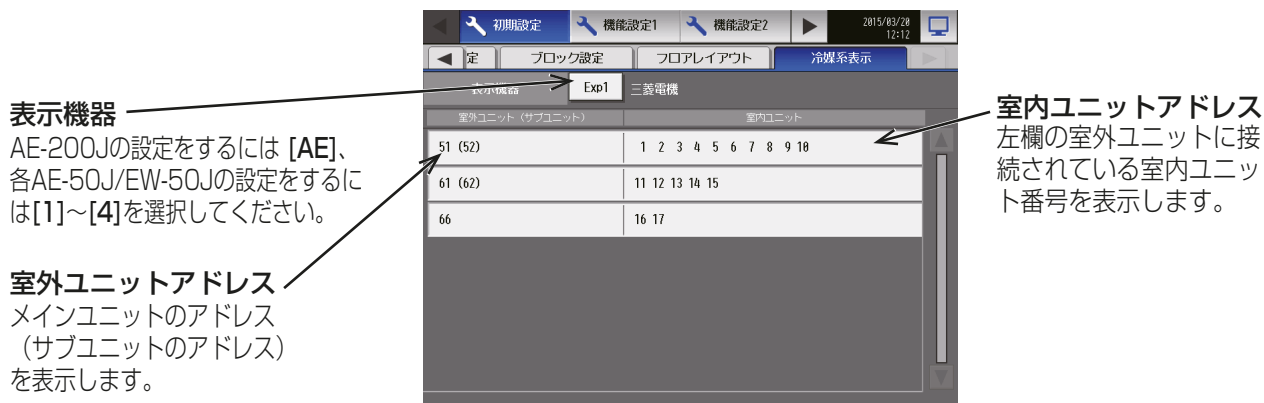 初期設定
機能設定1
機能設定2
2015/03/20
12:12
定
ブロック設定
フロアレイアウト
冷媒系表示
表示機器
Exp1
三菱電機
室外ユニット（サブユニット）
室内ユニット
51 (52)
1 2 3 4 5 6 7 8 9 10
61 (62)
11 12 13 14 15
66
16 17
表示機器
AE-200Jの設定をするには [AE]、
各AE-50J/EW-50Jの設定をするに
は[1]～[4]を選択してください。
室外ユニットアドレス
メインユニットのアドレス
（サブユニットのアドレス）
を表示します。
室内ユニットアドレス
左欄の室外ユニットに接
続されている室内ユニッ
ト番号を表示します。